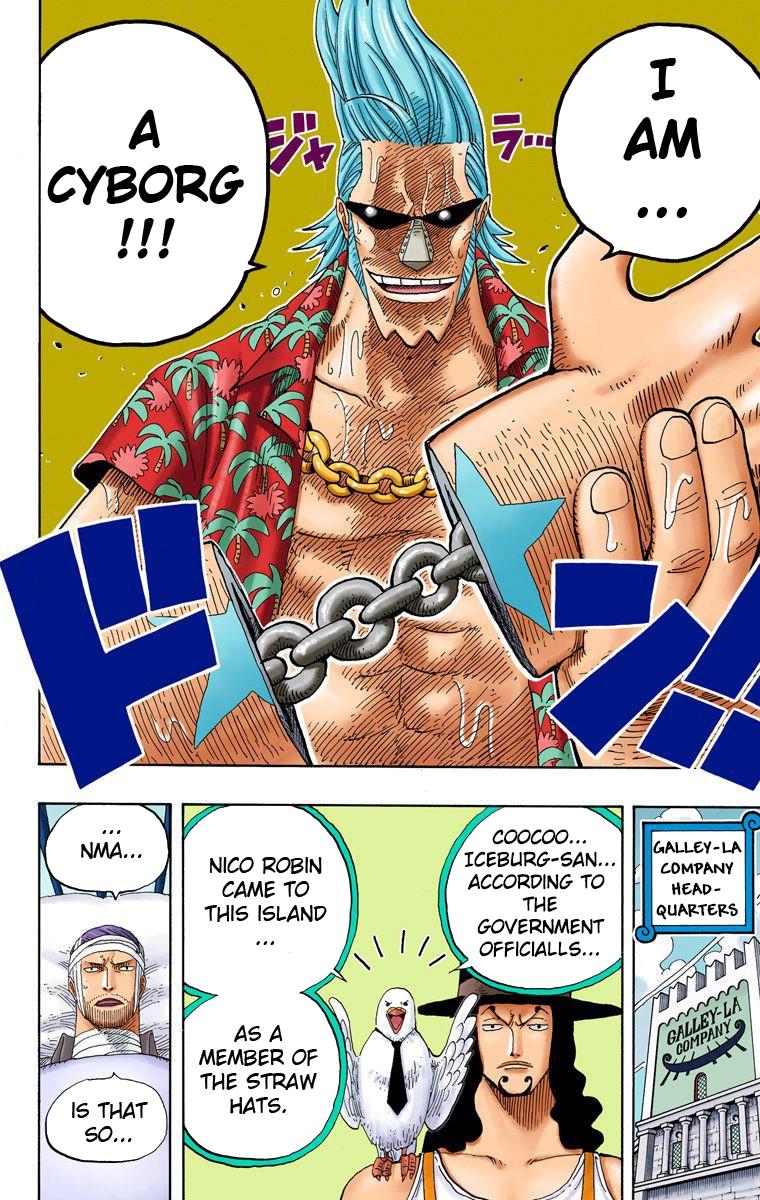 I
AM
...
A
CYBORG
!!!
ジャ
ラ...
ドン!!
GALLEY-LA
COMPANY
HEAD-
QUARTERS
GALLEY-LA
COMPANY
COOCOO...
ICEBURG-SAN...
ACCORDING TO
THE
GOVERNMENT
OFFICIALLS...
NICO ROBIN
CAME TO
THIS ISLAND
...
AS A
MEMBER OF
THE STRAW
HATS.
...
NMA...
IS THAT
SO...